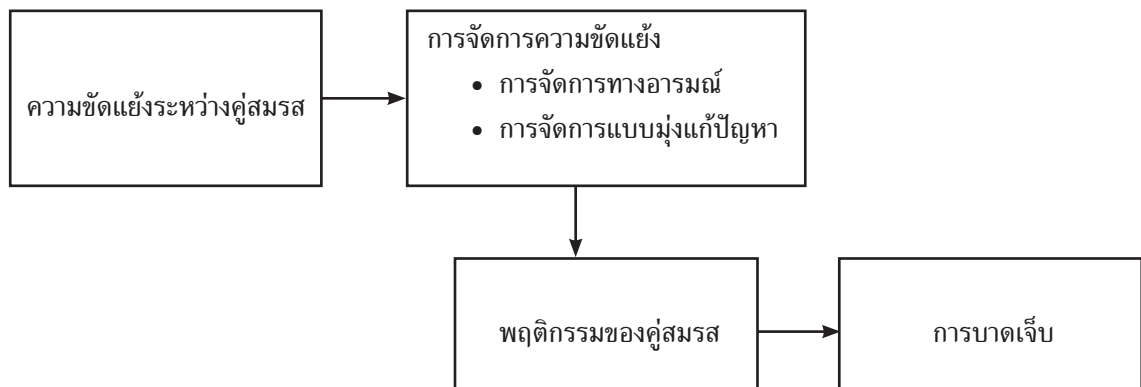 ความขัดแย้งระหว่างคู่สมรส
การจัดการความขัดแย้ง
• การจัดการทางอารมณ์
• การจัดการแบบมุ่งแก้ปัญหา
พฤติกรรมของคู่สมรส
การบาดเจ็บ